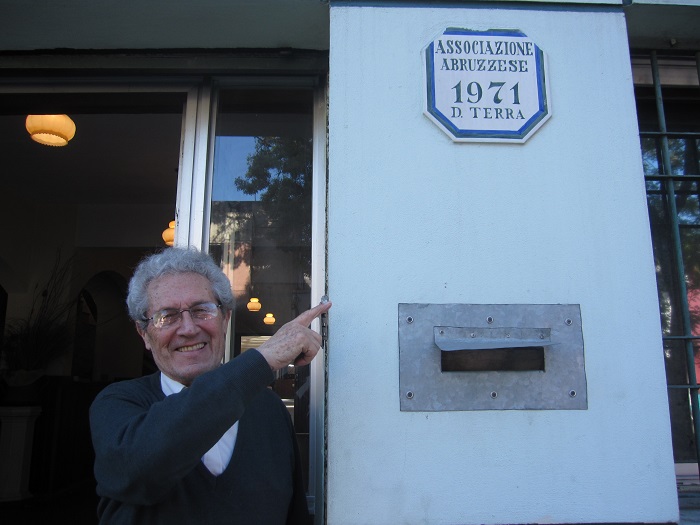 ASSOCIAZIONE
ABRUZZESE
1971
D. TERRA